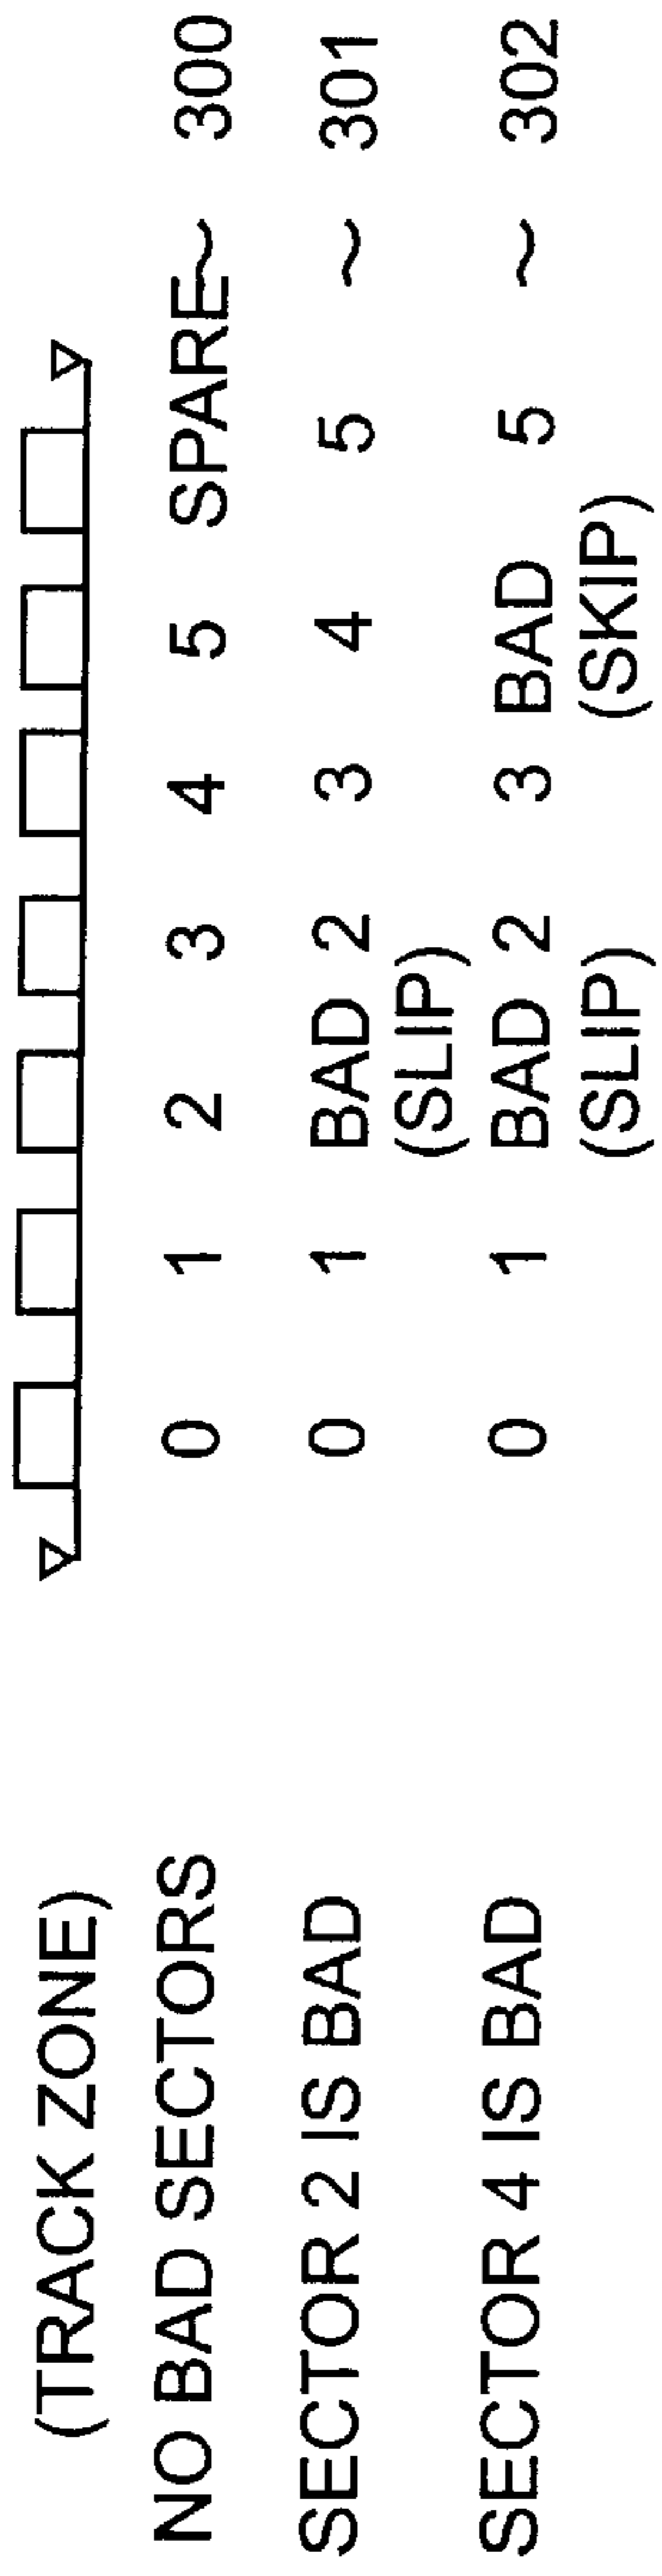 (TRACK ZONE)
NO BAD SECTORS 0 1 2 3 4 5 SPARE~ 300
SECTOR 2 IS BAD 0 1 BAD 2 3 4 5 ~ 301
(SLIP)
SECTOR 4 IS BAD 0 1 BAD 2 3 BAD 5 ~ 302
(SLIP) (SKIP)